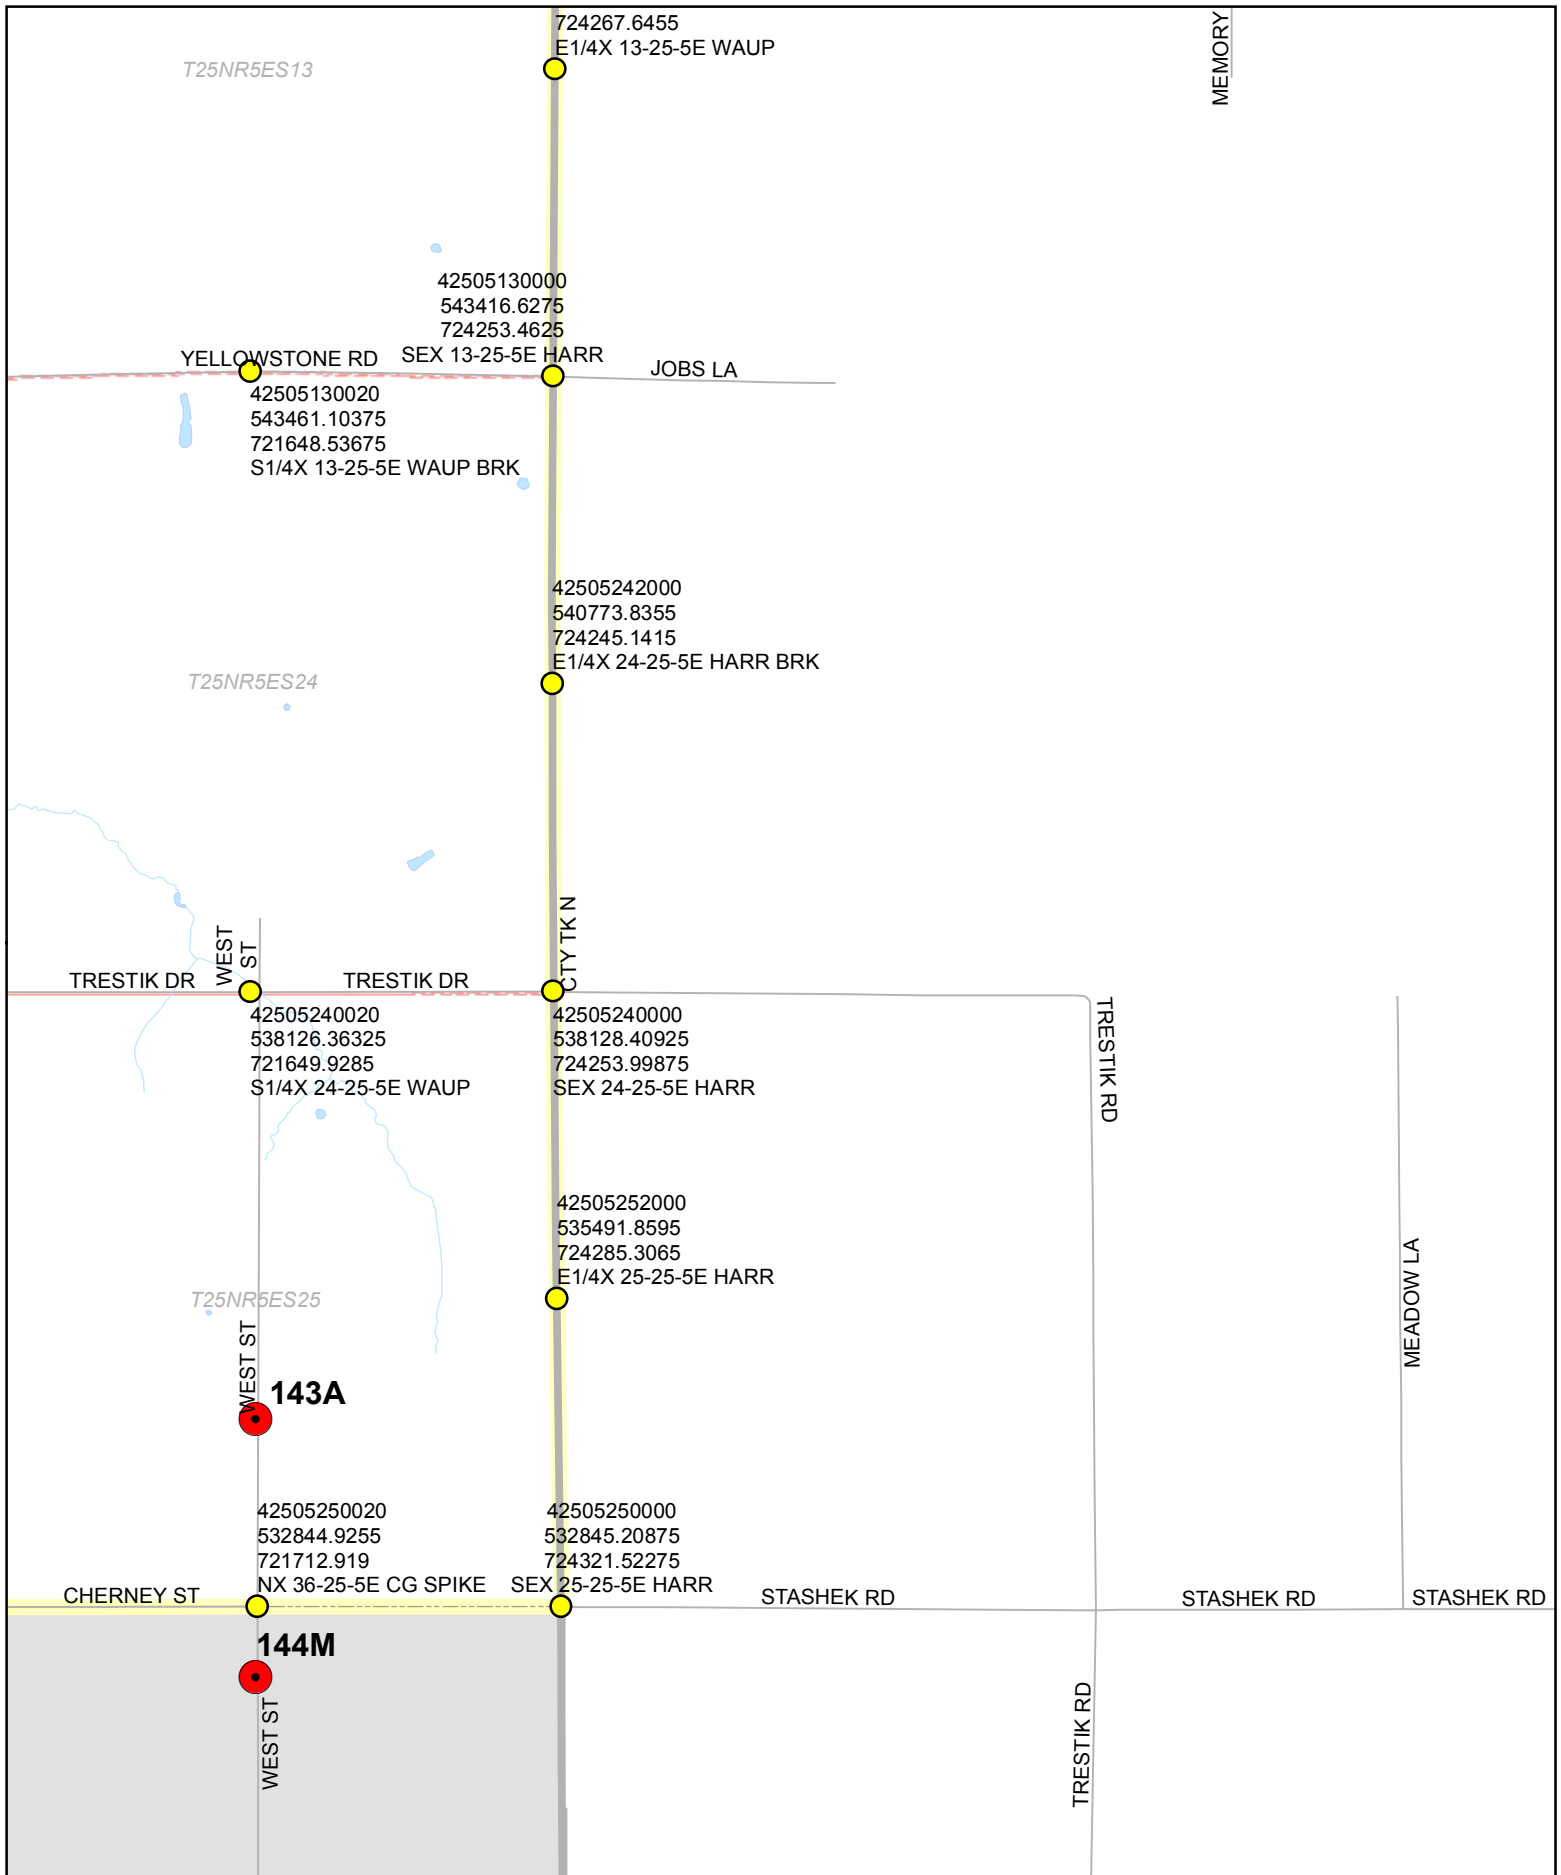 724267.6455
E1/4X 13-25-5E WAUP
MEMORY
T25NR5ES13
42505130000
543416.6275
724253.4625
SEX 13-25-5E HARR
YELLOWSTONE RD
JOBS LA
42505130020
543461.10375
721648.53675
S1/4X 13-25-5E WAUP BRK
42505242000
540773.8355
724245.1415
E1/4X 24-25-5E HARR BRK
T25NR5ES24
CTY TK N
WEST
ST
TRESTIK DR
TRESTIK DR
42505240020
538126.36325
721649.9285
S1/4X 24-25-5E WAUP
42505240000
538128.40925
724253.99875
SEX 24-25-5E HARR
TRESTIK RD
42505252000
535491.8595
724285.3065
E1/4X 25-25-5E HARR
T25NR5ES25
MEADOW LA
WEST ST
143A
42505250020
532844.9255
721712.919
NX 36-25-5E CG SPIKE
42505250000
532845.20875
724321.52275
SEX 25-25-5E HARR
CHERNEY ST
STASHEK RD
STASHEK RD
STASHEK RD
144M
WEST ST
TRESTIK RD